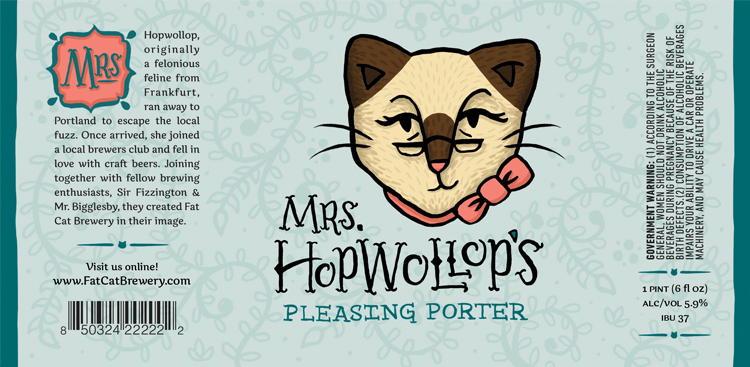 MRS
Hopwollop,
originally
a felonious
feline from
Frankfurt,
ran away to
Portland to escape the local
fuzz. Once arrived, she joined
a local brewers club and fell in
love with craft beers. Joining
together with fellow brewing
enthusiasts, Sir Fizzington &
Mr. Bigglesby, they created Fat
Cat Brewery in their image.
Visit us online!
www.FatCatBrewery.com
8 50324 22222 2
MRS.
HOPWOLLOP'S
PLEASING PORTER
GOVERNMENT WARNING: (1) ACCORDING TO THE SURGEON
GENERAL, WOMEN SHOULD NOT DRINK ALCOHOLIC
BEVERAGES DURING PREGNANCY BECAUSE OF THE RISK OF
BIRTH DEFECTS.(2) CONSUMPTION OF ALCOHOLIC BEVERAGES
IMPAIRS YOUR ABILITY TO DRIVE A CAR OR OPERATE
MACHINERY, AND MAY CAUSE HEALTH PROBLEMS.
1 PINT (6 fl oz)
ALC/VOL 5.9%
IBU 37